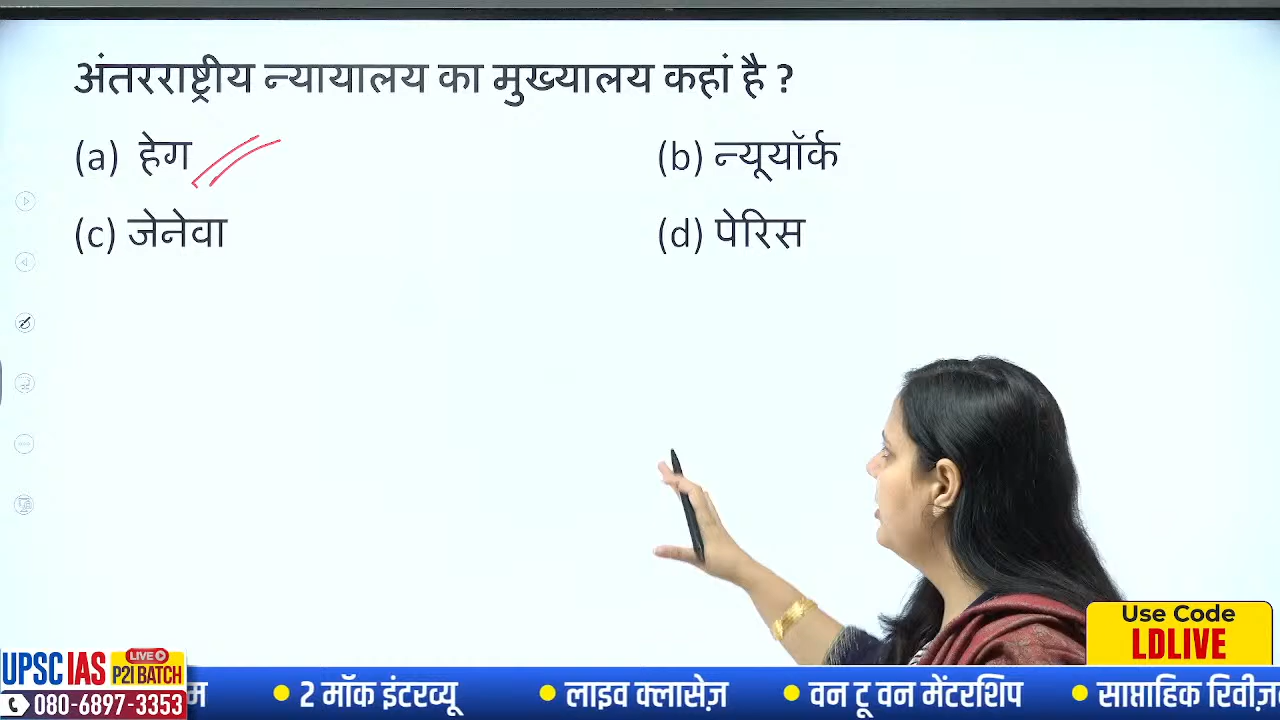 अंतरराष्ट्रीय न्यायालय का मुख्यालय कहां है ?
(a) हेग
(b) न्यूयॉर्क
(c) जेनेवा
(d) पेरिस
Use Code
LDLIVE
LIVE
UPSC IAS P2I BATCH
080-6897-3353
• 2 मॉक इंटरव्यू • लाइव क्लासेज़ • वन टू वन मेंटरशिप • साप्ताहिक